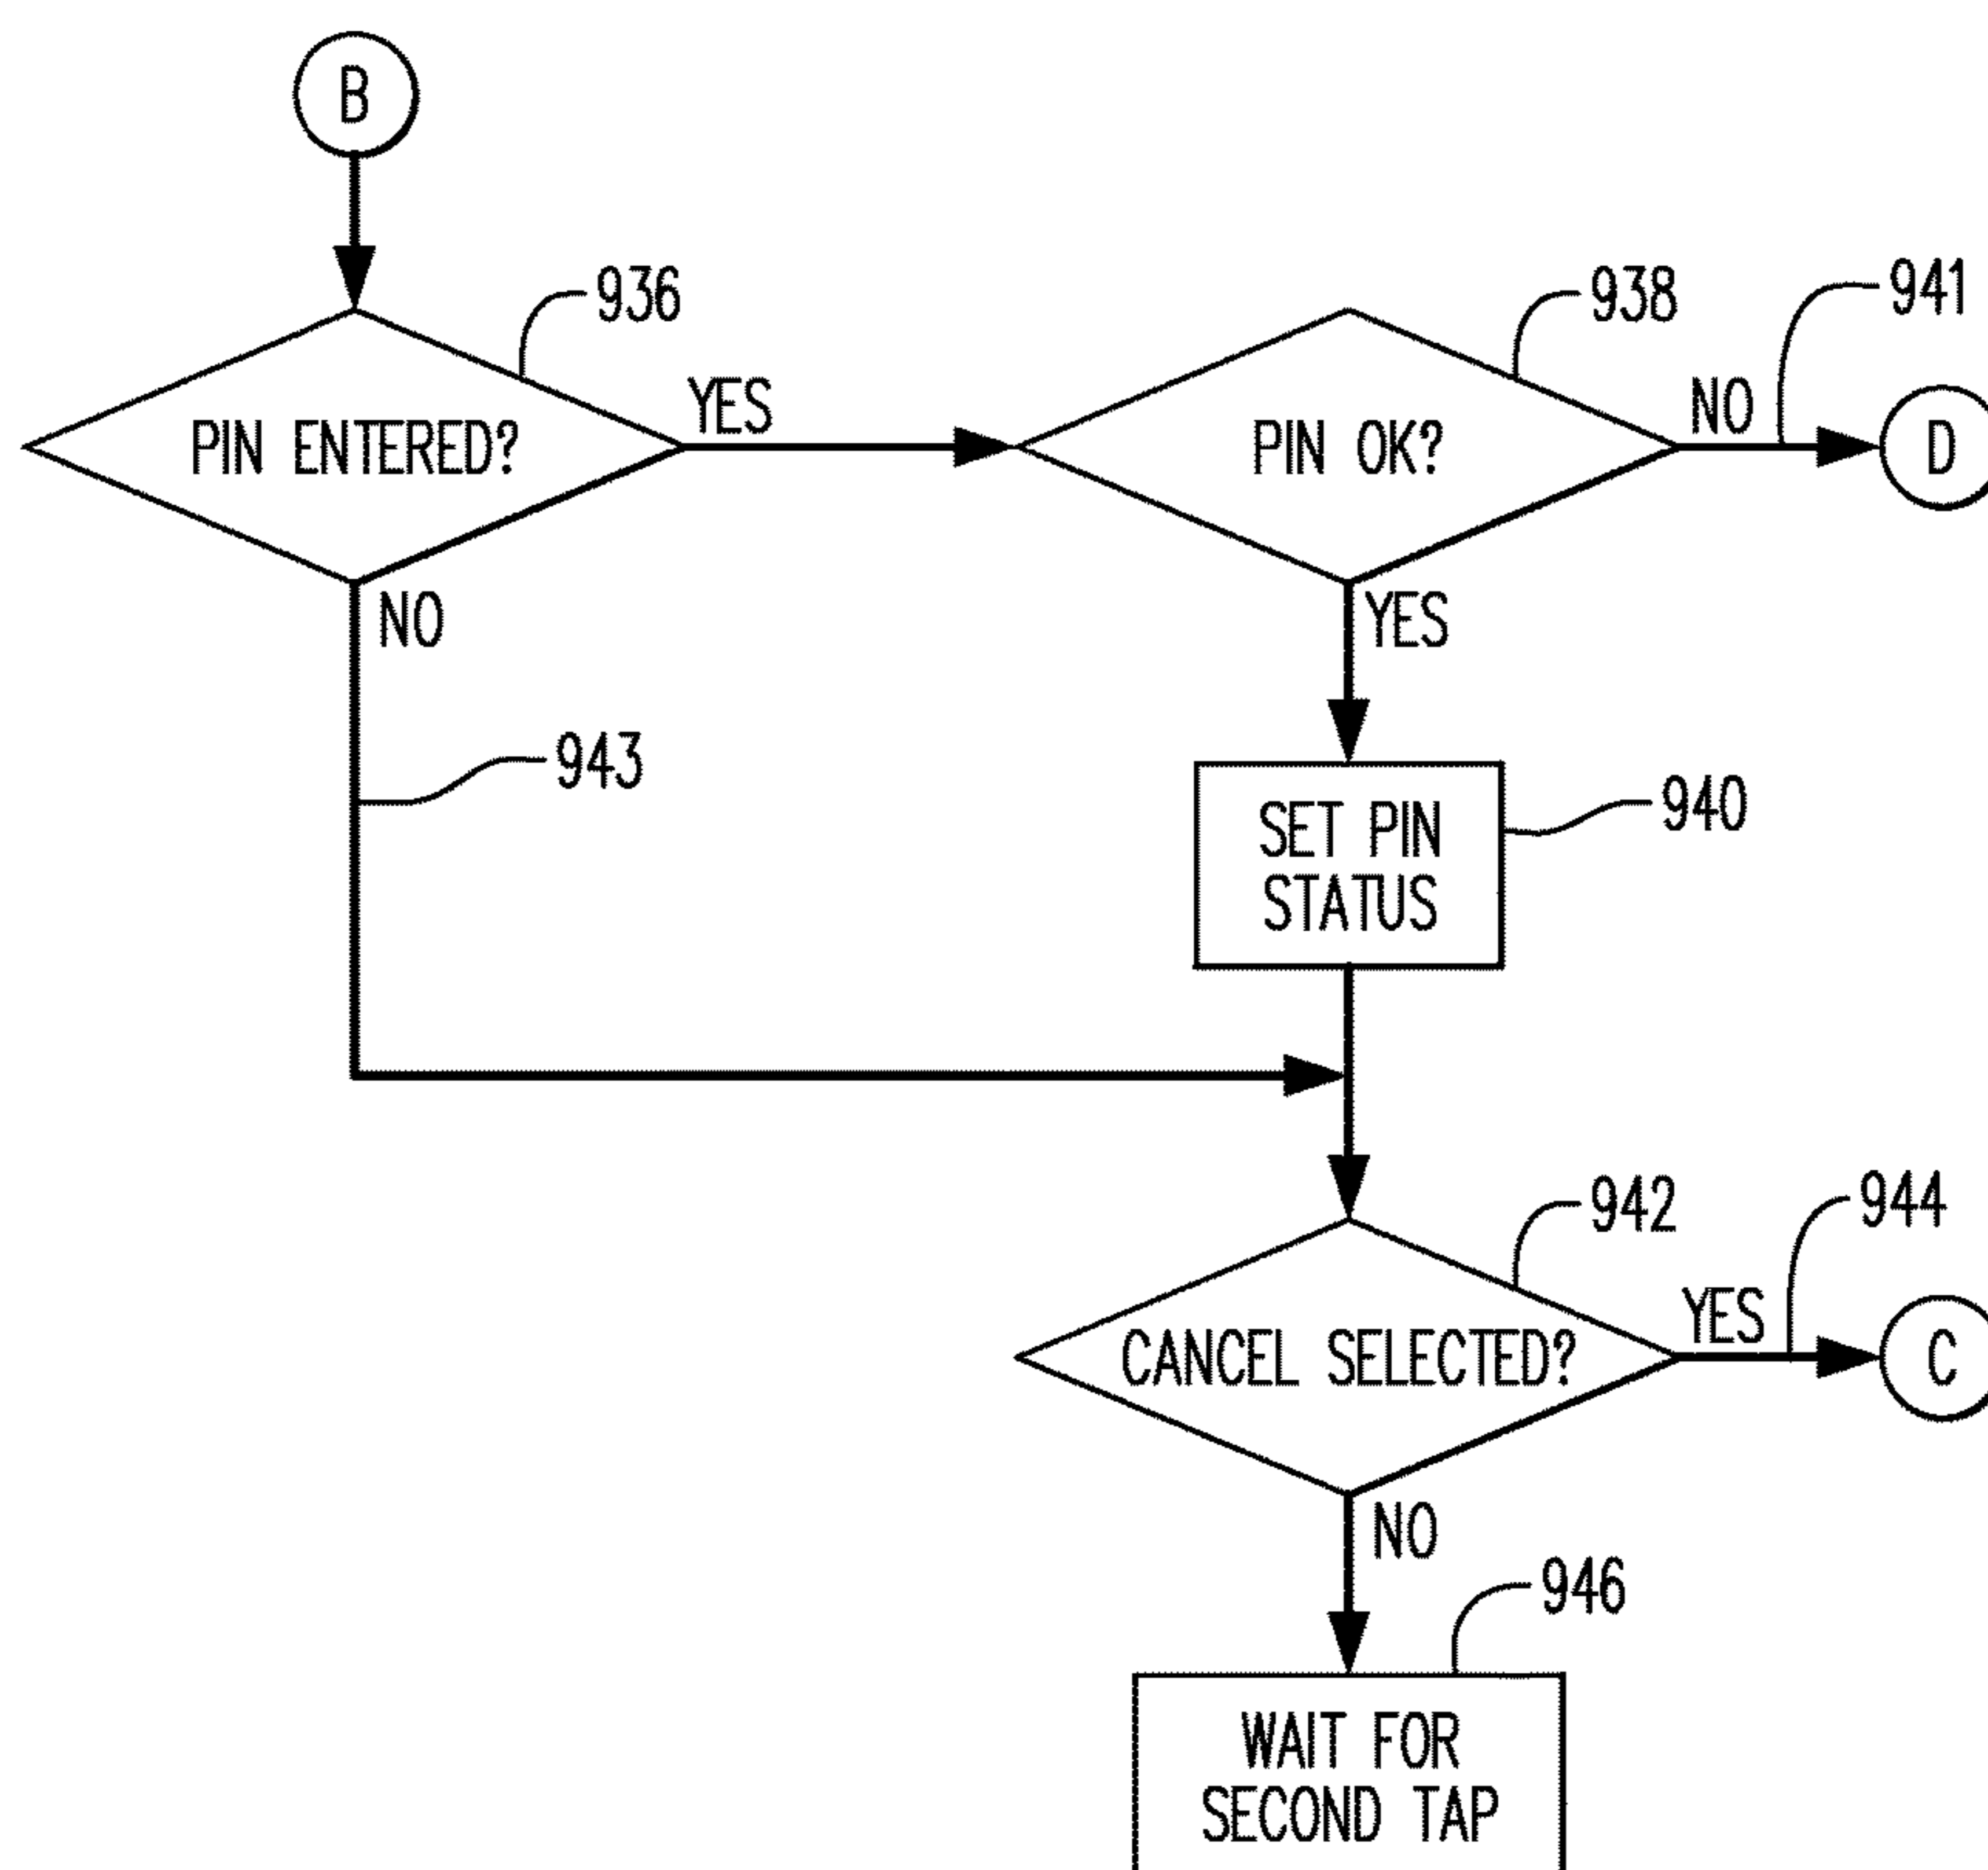 B
936
938
941
PIN ENTERED?
YES
PIN OK?
NO
D
NO
YES
943
SET PIN
STATUS
940
942
944
CANCEL SELECTED?
YES
C
NO
946
WAIT FOR
SECOND TAP